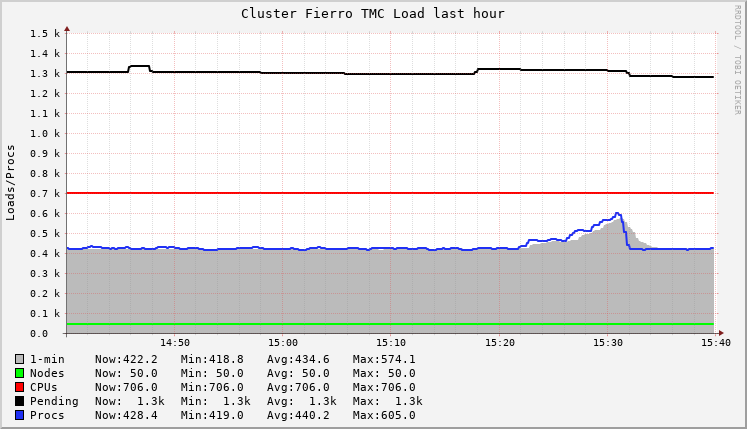 Cluster Fierro TMC Load last hour
RRDTOOL / TOBI OETIKER
Loads/Procs
1.5 k
1.4 k
1.3 k
1.2 k
1.1 k
1.0 k
0.9 k
0.8 k
0.7 k
0.6 k
0.5 k
0.4 k
0.3 k
0.2 k
0.1 k
0.0
14:50 15:00 15:10 15:20 15:30 15:40
1-min Now:422.2 Min:418.8 Avg:434.6 Max:574.1
Nodes Now: 50.0 Min: 50.0 Avg: 50.0 Max: 50.0
CPUs Now:706.0 Min:706.0 Avg:706.0 Max:706.0
Pending Now: 1.3k Min: 1.3k Avg: 1.3k Max: 1.3k
Procs Now:428.4 Min:419.0 Avg:440.2 Max:605.0